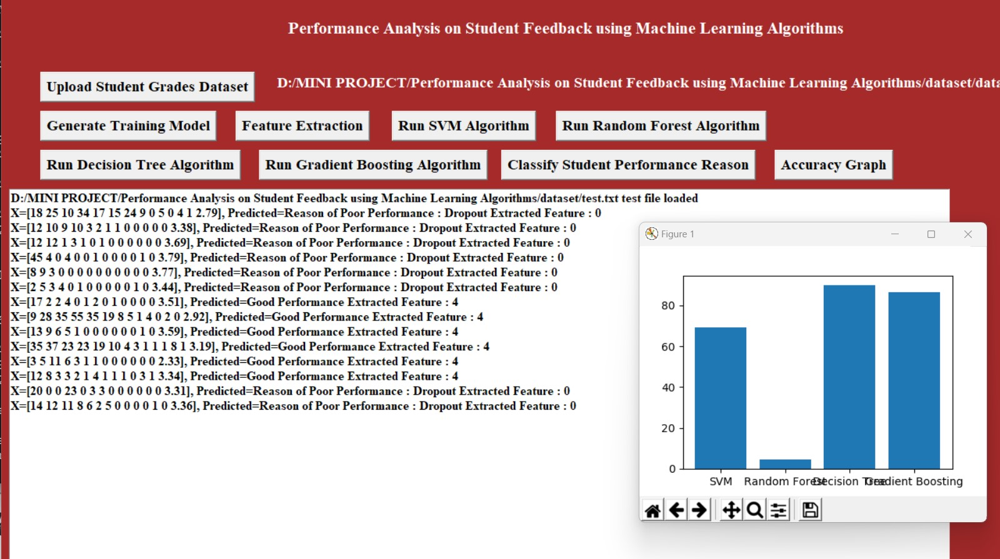 Performance Analysis on Student Feedback using Machine Learning Algorithms
Upload Student Grades Dataset
D:/MINI PROJECT/Performance Analysis on Student Feedback using Machine Learning Algorithms/dataset/data
Generate Training Model
Feature Extraction
Run SVM Algorithm
Run Random Forest Algorithm
Run Decision Tree Algorithm
Run Gradient Boosting Algorithm
Classify Student Performance Reason
Accuracy Graph
D:/MINI PROJECT/Performance Analysis on Student Feedback using Machine Learning Algorithms/dataset/test.txt test file loaded
X=[18 25 10 34 17 15 24 9 0 5 0 4 1 2.79], Predicted=Reason of Poor Performance : Dropout Extracted Feature : 0
X=[12 10 9 10 3 2 1 1 0 0 0 0 0 3.38], Predicted=Reason of Poor Performance : Dropout Extracted Feature : 0
X=[12 12 1 3 1 0 1 0 0 0 0 0 0 3.69], Predicted=Reason of Poor Performance : Dropout Extracted Feature : 0
X=[45 4 0 4 0 0 1 0 0 0 0 1 0 3.79], Predicted=Reason of Poor Performance : Dropout Extracted Feature : 0
X=[8 9 3 0 0 0 0 0 0 0 0 0 0 3.77], Predicted=Reason of Poor Performance : Dropout Extracted Feature : 0
X=[2 5 3 4 0 1 0 0 0 0 0 1 0 3.44], Predicted=Reason of Poor Performance : Dropout Extracted Feature : 0
X=[17 2 2 4 0 1 2 0 1 0 0 0 0 3.51], Predicted=Good Performance Extracted Feature : 4
X=[9 28 35 55 35 19 8 5 1 4 0 2 0 2.92], Predicted=Good Performance Extracted Feature : 4
X=[13 9 6 5 1 0 0 0 0 0 0 1 0 3.59], Predicted=Good Performance Extracted Feature : 4
X=[35 37 23 23 19 10 4 3 1 1 1 8 1 3.19], Predicted=Good Performance Extracted Feature : 4
X=[3 5 11 6 3 1 1 0 0 0 0 0 0 2.33], Predicted=Good Performance Extracted Feature : 4
X=[12 8 3 3 2 1 4 1 1 1 0 3 1 3.34], Predicted=Good Performance Extracted Feature : 4
X=[20 0 0 23 0 3 3 0 0 0 0 0 0 3.31], Predicted=Reason of Poor Performance : Dropout Extracted Feature : 0
X=[14 12 11 8 6 2 5 0 0 0 0 1 0 3.36], Predicted=Reason of Poor Performance : Dropout Extracted Feature : 0
Figure 1
80
60
40
20
0
SVM
Random Forest
Decision Tree
Gradient Boosting